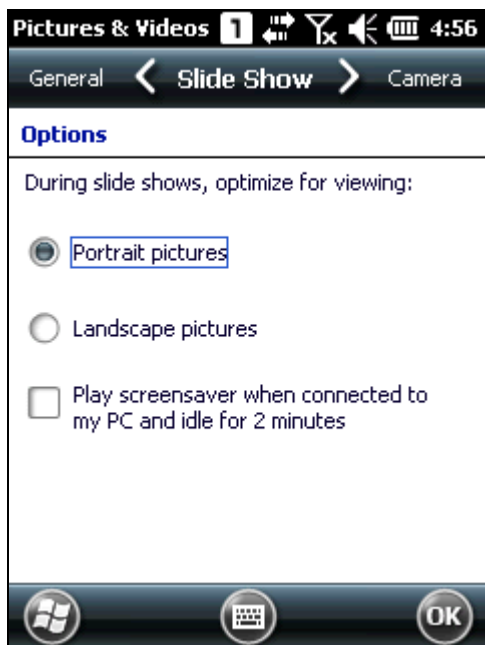 Pictures & Videos 1 4:56
General Slide Show Camera
Options
During slide shows, optimize for viewing:
Portrait pictures
Landscape pictures
Play screensaver when connected to
my PC and idle for 2 minutes
OK